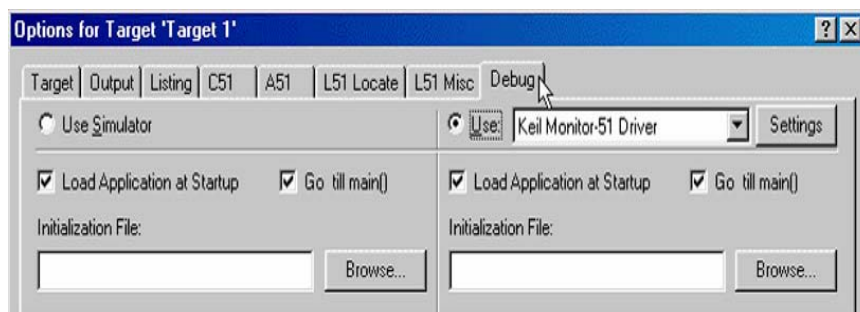 Options for Target 'Target 1'
Target Output Listing C51 A51 L51 Locate L51 Misc Debug
Use Simulator
Use: Keil Monitor-51 Driver Settings
Load Application at Startup Go till main()
Load Application at Startup Go till main()
Initialization File:
Initialization File:
Browse...
Browse...